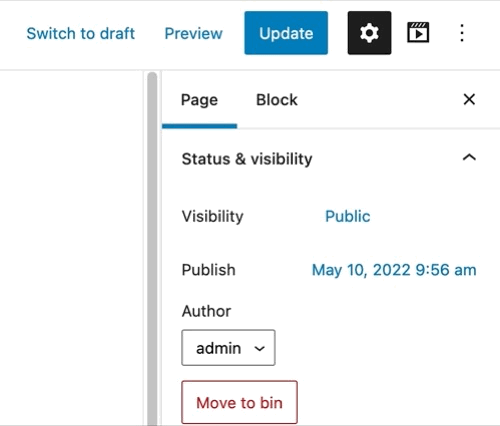 Switch to draft Preview Update
Page Block
Status & visibility
Visibility Public
Publish May 10, 2022 9:56 am
Author
admin
Move to bin